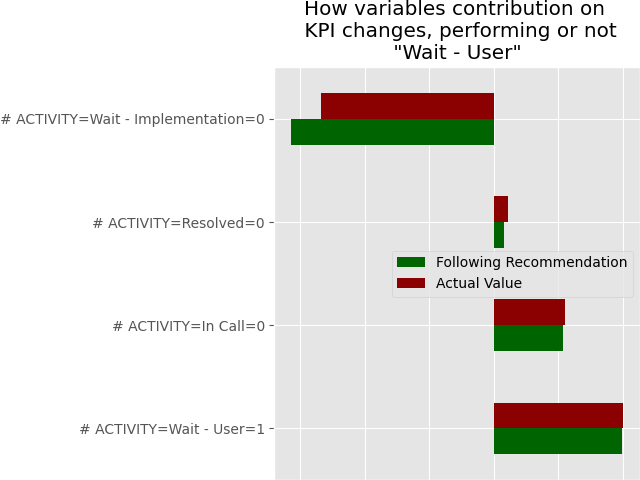 How variables contribution on
KPI changes, performing or not
"Wait - User"
# ACTIVITY=Wait - Implementation=0
# ACTIVITY=Resolved=0
Following Recommendation
Actual Value
# ACTIVITY=In Call=0
# ACTIVITY=Wait - User=1